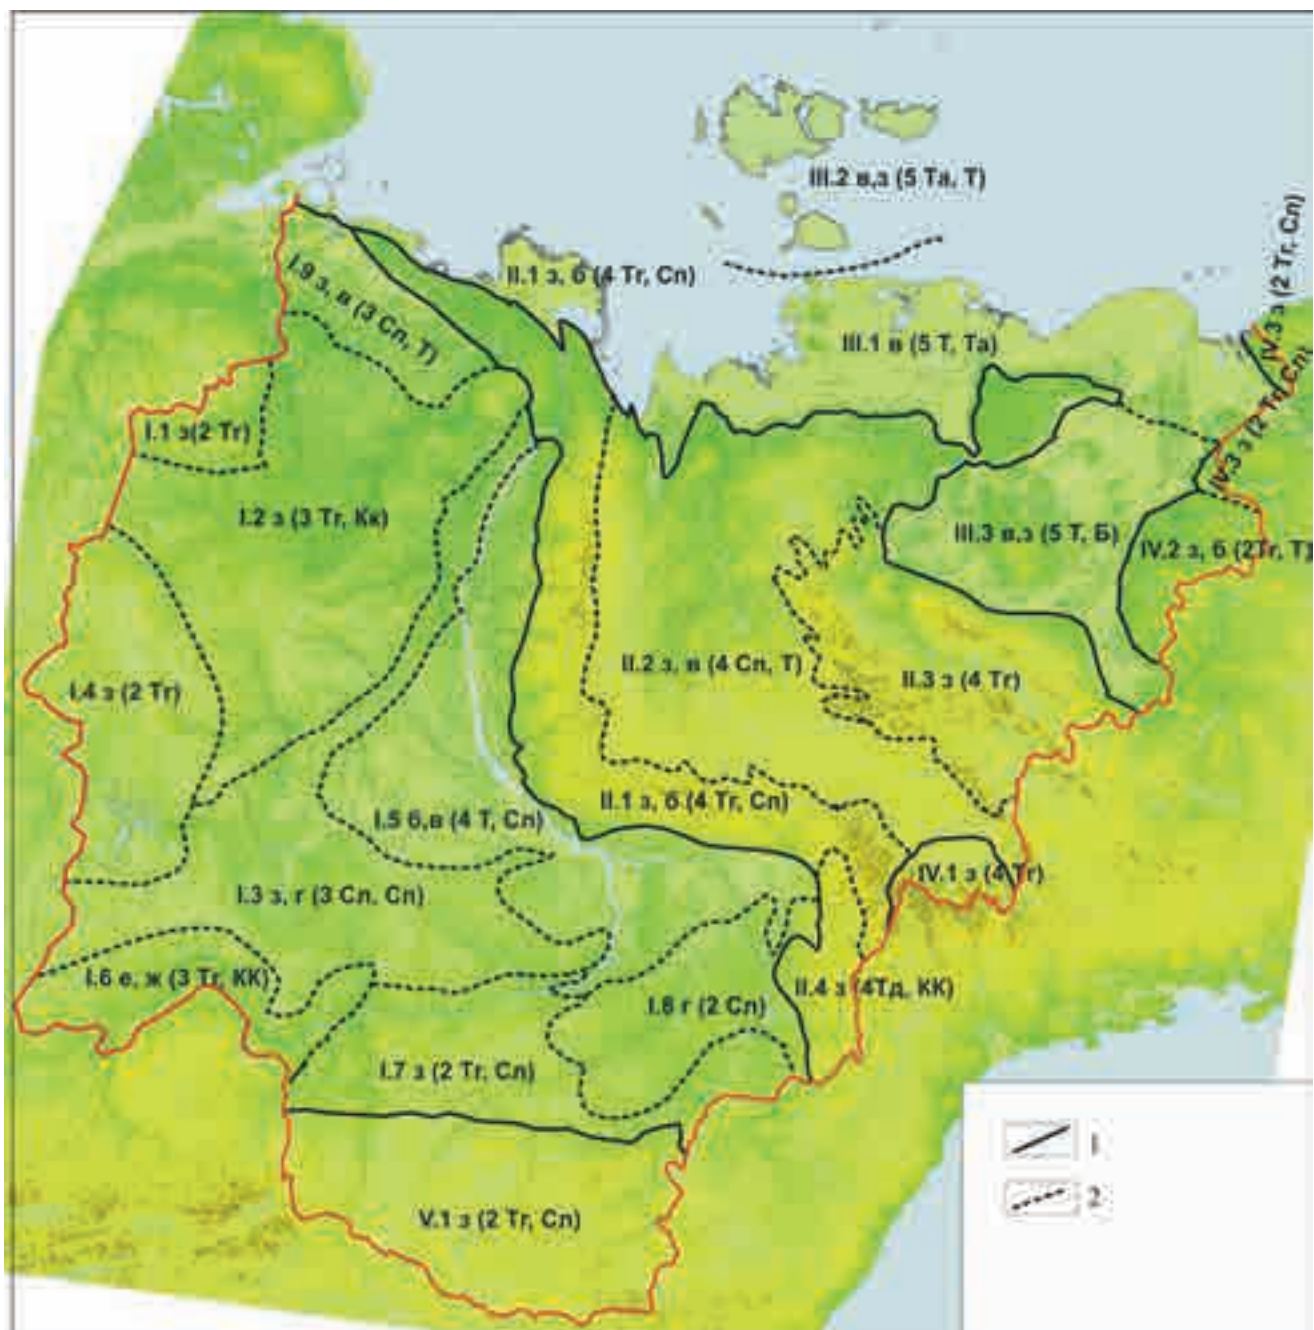 III.2 в,з (5 Та, Т)
I.9 з, в (3 Сп, Т)
II.1 з, б (4 Тг, Сп)
IV.3 з (2 Тг, Сп)
III.1 в (5 Т, Та)
IV.3 з (2 Тг, Сп)
I.1 з(2 Тг)
I.2 з (3 Тг, Кк)
III.3 в,з (5 Т, Б)
IV.2 з, б (2Тг, Т)
I.4 з (2 Тг)
II.2 з, в (4 Сп, Т)
II.3 з (4 Тг)
II.1 з, б (4 Тг, Сп)
I.5 б,в (4 Т, Сп)
IV.1 з (4 Тг)
I.3 з, г (3 Сл, Сп)
I.6 е, ж (3 Тг, КК)
II.4 з (4Тд, КК)
I.8 г (2 Сп)
I.7 з (2 Тг, Сп)
V.1 з (2 Тг, Сп)
1
2